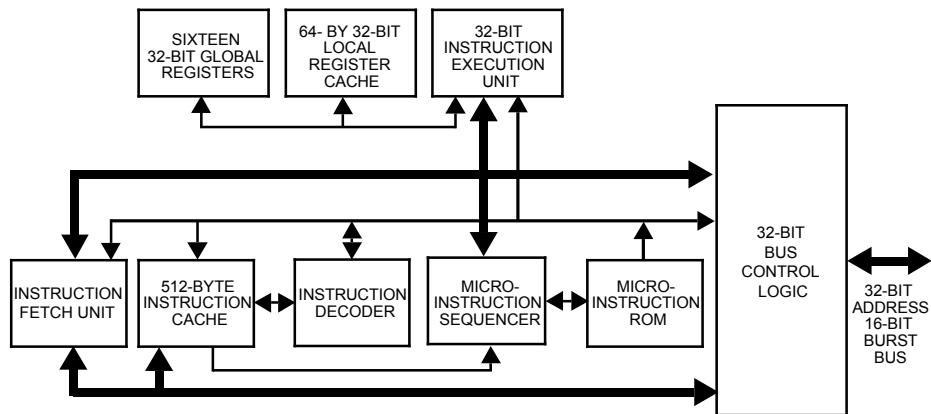 SIXTEEN
32-BIT GLOBAL
REGISTERS
64- BY 32-BIT
LOCAL
REGISTER
CACHE
32-BIT
INSTRUCTION
EXECUTION
UNIT
INSTRUCTION
FETCH UNIT
512-BYTE
INSTRUCTION
CACHE
INSTRUCTION
DECODER
MICRO-
INSTRUCTION
SEQUENCER
MICRO-
INSTRUCTION
ROM
32-BIT
BUS
CONTROL
LOGIC
32-BIT
ADDRESS
16-BIT
BURST
BUS